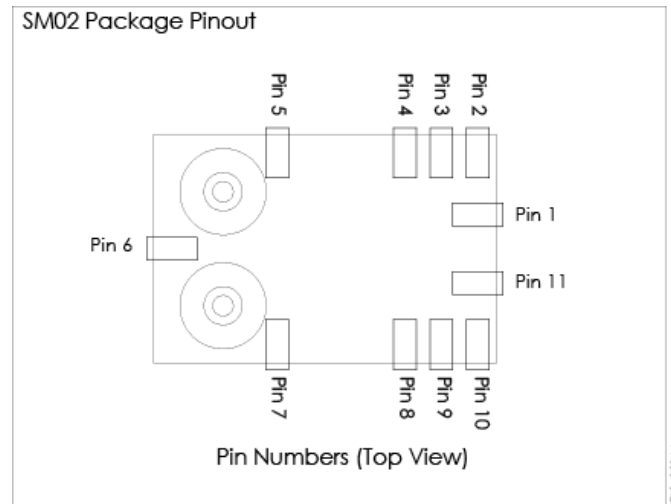 SM02 Package Pinout
Pin 5
Pin 4
Pin 3
Pin 2
Pin 1
Pin 6
Pin 11
Pin 7
Pin 8
Pin 9
Pin 10
Pin Numbers (Top View)